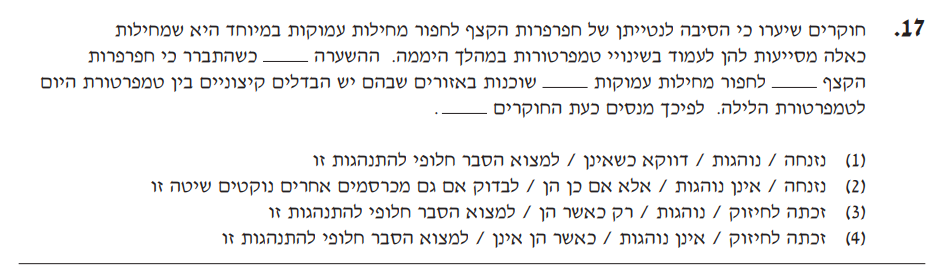 17. חוקרים שיערו כי הסיבה לנטייתן של חפרפרות הקצף לחפור מחילות עמוקות במיוחד היא שמחילות
כאלה מסייעות להן לעמוד בשינויי טמפרטורות במהלך היממה. ההשערה _____ כשהתברר כי חפרפרות
הקצף _____ לחפור מחילות עמוקות _____ שוכנות באזורים שבהם יש הבדלים קיצוניים בין טמפרטורת היום
לטמפרטורת הלילה. לפיכך מנסים כעת החוקרים _____.
(1) נזנחה / נוהגות / דווקא כשאינן / למצוא הסבר חלופי להתנהגות זו
(2) נזנחה / אינן נוהגות / אלא אם כן הן / לבדוק אם גם מכרסמים אחרים נוקטים שיטה זו
(3) זכתה לחיזוק / נוהגות / רק כאשר הן / למצוא הסבר חלופי להתנהגות זו
(4) זכתה לחיזוק / אינן נוהגות / כאשר הן אינן / למצוא הסבר חלופי להתנהגות זו